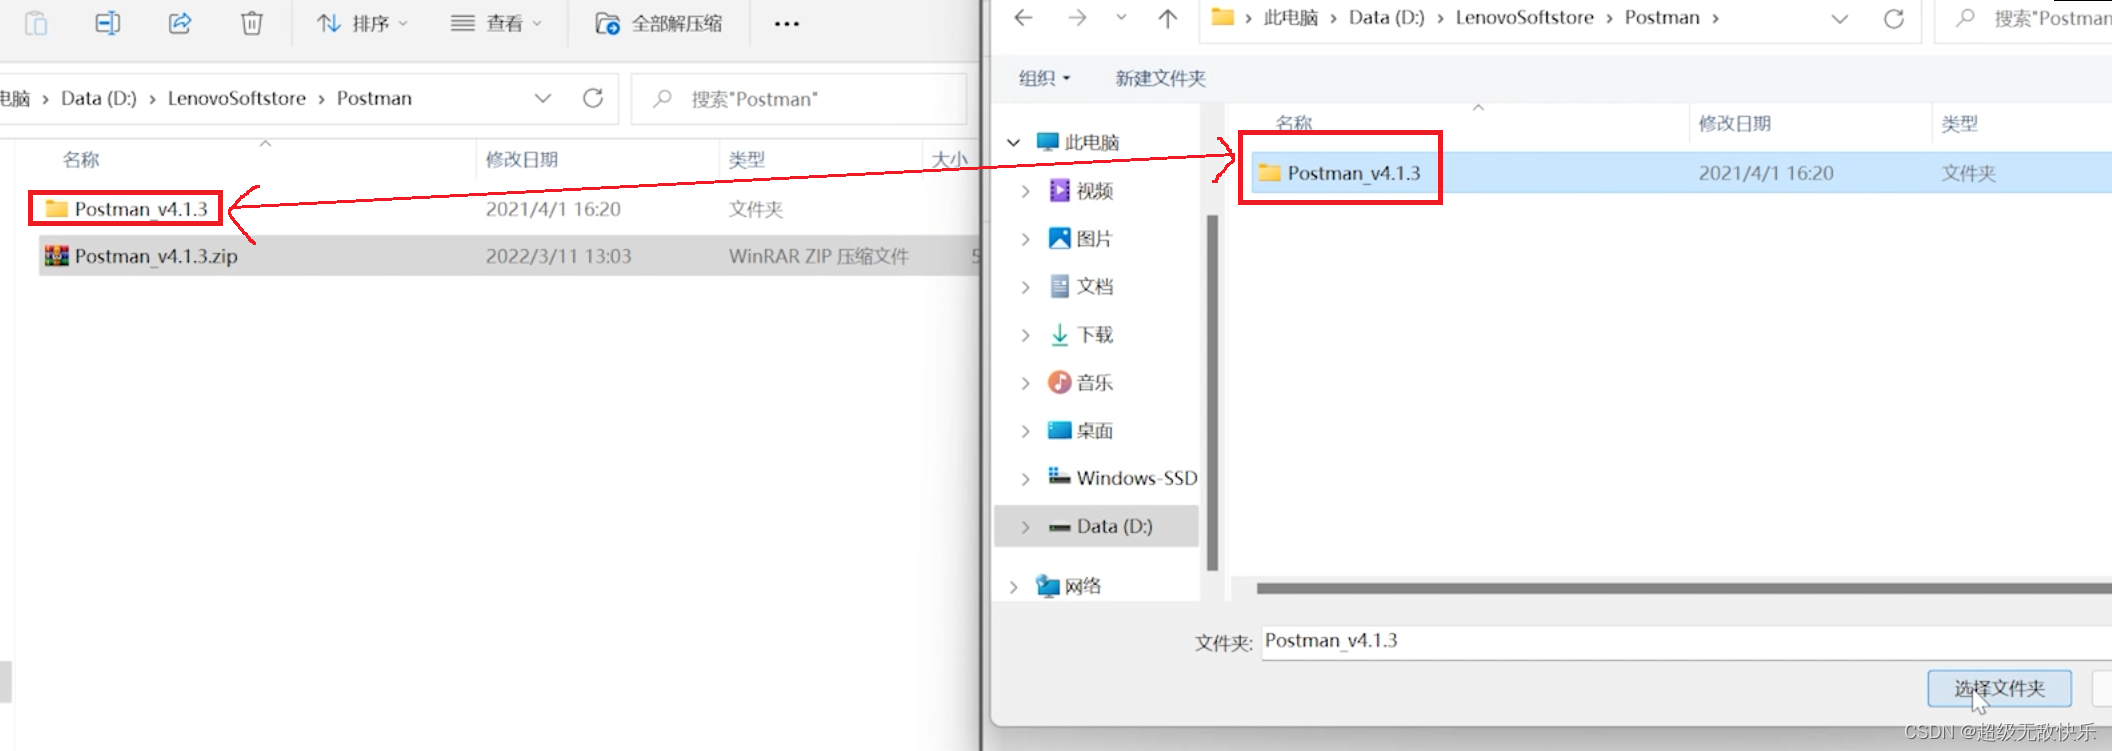 排序 查看 全部解压缩
电脑 Data (D:) LenovoSoftstore Postman 搜索"Postman"
名称 修改日期 类型 大小
Postman_v4.1.3 2021/4/1 16:20 文件夹
Postman_v4.1.3.zip 2022/3/11 13:03 WinRAR ZIP 压缩文件 5
此电脑 Data (D:) LenovoSoftstore Postman 搜索"Postman
组织 新建文件夹
名称 修改日期 类型
Postman_v4.1.3 2021/4/1 16:20 文件夹
此电脑
视频
图片
文档
下载
音乐
桌面
Windows-SSD
Data (D:)
网络
文件夹: Postman_v4.1.3
选择文件夹
CSDN @超级无敌快乐